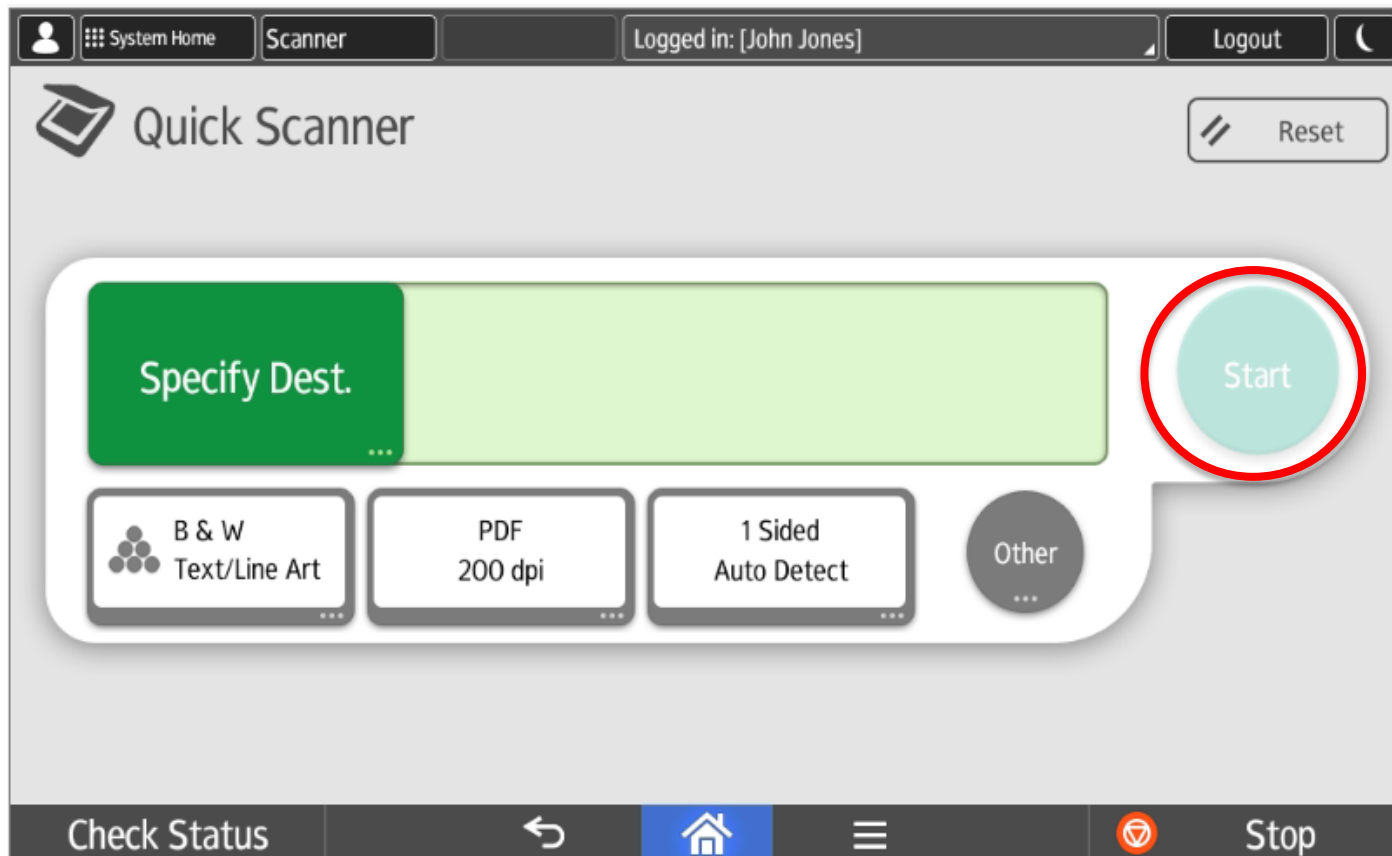 System Home Scanner Logged in: [John Jones] Logout
Quick Scanner
Reset
Specify Dest.
Start
B & W
Text/Line Art
PDF
200 dpi
1 Sided
Auto Detect
Other
Check Status Stop